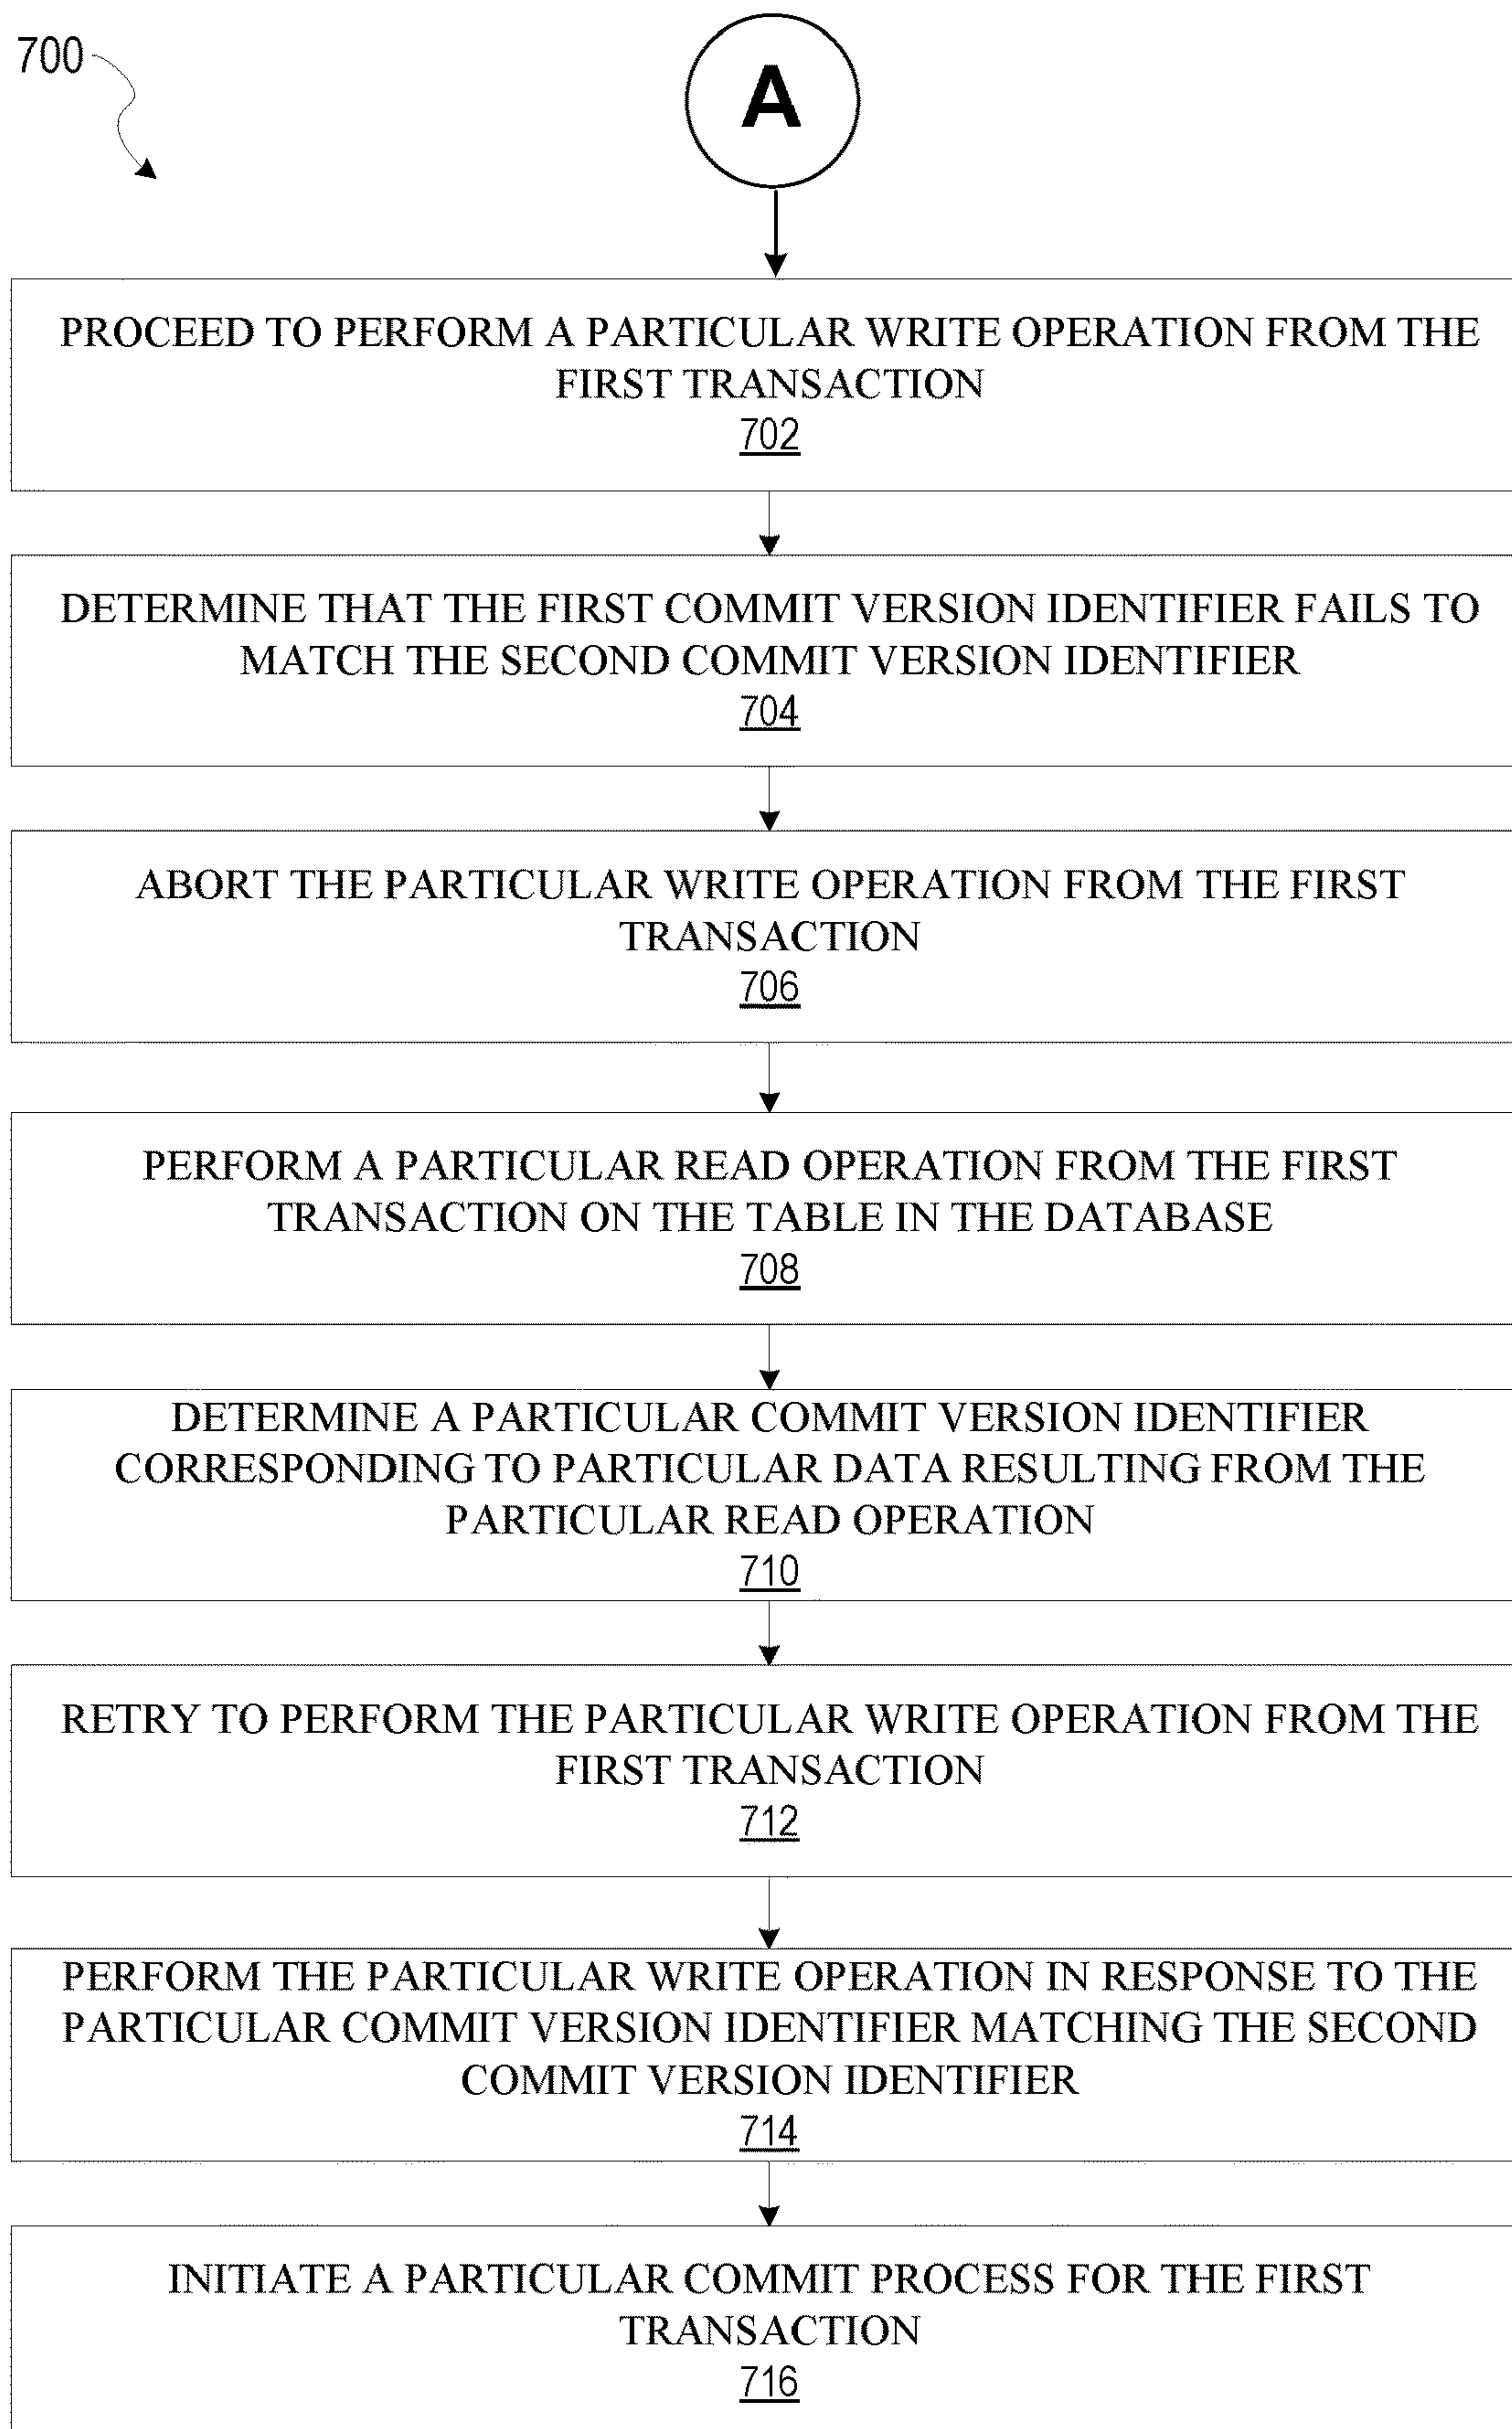 700
A
PROCEED TO PERFORM A PARTICULAR WRITE OPERATION FROM THE
FIRST TRANSACTION
702
DETERMINE THAT THE FIRST COMMIT VERSION IDENTIFIER FAILS TO
MATCH THE SECOND COMMIT VERSION IDENTIFIER
704
ABORT THE PARTICULAR WRITE OPERATION FROM THE FIRST
TRANSACTION
706
PERFORM A PARTICULAR READ OPERATION FROM THE FIRST
TRANSACTION ON THE TABLE IN THE DATABASE
708
DETERMINE A PARTICULAR COMMIT VERSION IDENTIFIER
CORRESPONDING TO PARTICULAR DATA RESULTING FROM THE
PARTICULAR READ OPERATION
710
RETRY TO PERFORM THE PARTICULAR WRITE OPERATION FROM THE
FIRST TRANSACTION
712
PERFORM THE PARTICULAR WRITE OPERATION IN RESPONSE TO THE
PARTICULAR COMMIT VERSION IDENTIFIER MATCHING THE SECOND
COMMIT VERSION IDENTIFIER
714
INITIATE A PARTICULAR COMMIT PROCESS FOR THE FIRST
TRANSACTION
716